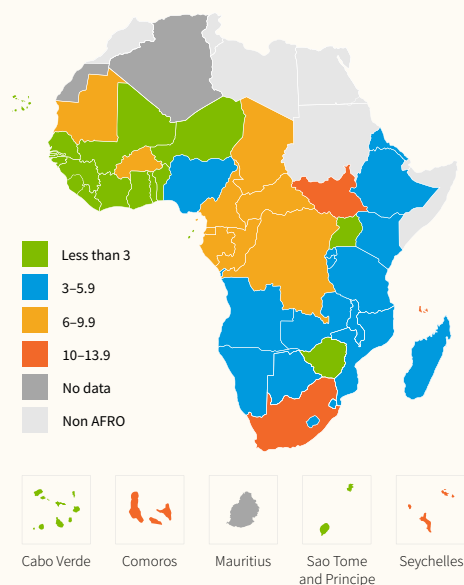 Less than 3
3–5.9
6–9.9
10–13.9
No data
Non AFRO
Cabo Verde
Comoros
Mauritius
Sao Tome
and Principe
Seychelles